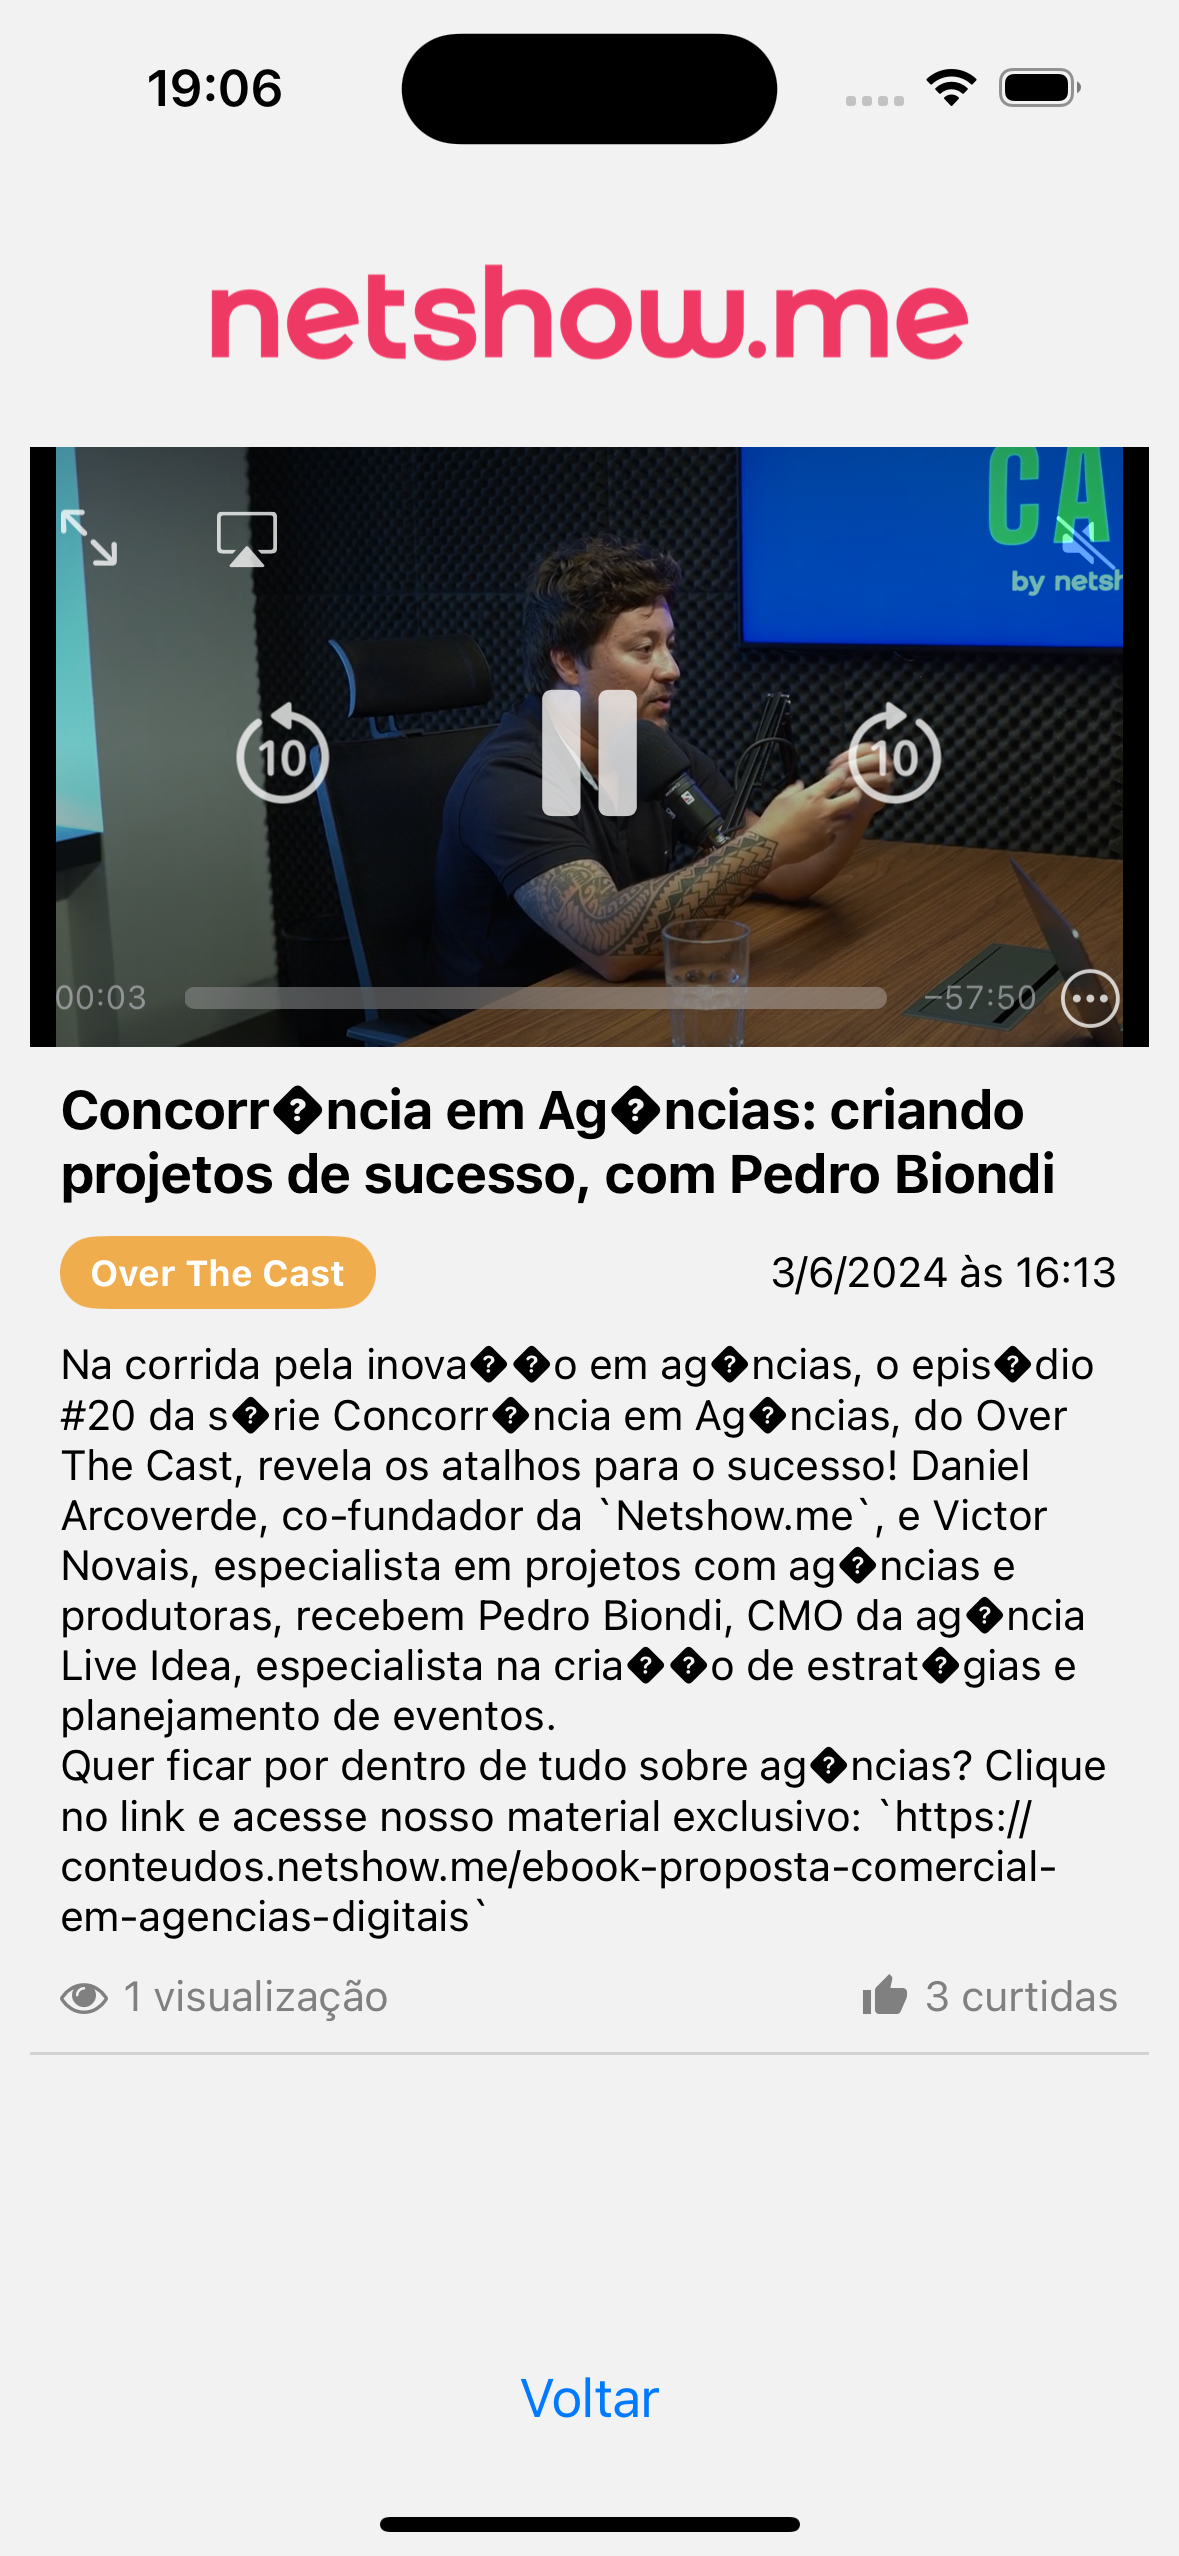 19:06
netshow.me
CA
by netsh
10
10
00:03
-57:50
Concorr�ncia em Ag�ncias: criando
projetos de sucesso, com Pedro Biondi
Over The Cast
3/6/2024 às 16:13
Na corrida pela inova��o em ag�ncias, o epis�dio
#20 da s�rie Concorr�ncia em Ag�ncias, do Over
The Cast, revela os atalhos para o sucesso! Daniel
Arcoverde, co-fundador da `Netshow.me`, e Victor
Novais, especialista em projetos com ag�ncias e
produtoras, recebem Pedro Biondi, CMO da ag�ncia
Live Idea, especialista na cria��o de estrat�gias e
planejamento de eventos.
Quer ficar por dentro de tudo sobre ag�ncias? Clique
no link e acesse nosso material exclusivo: `https://
conteudos.netshow.me/ebook-proposta-comercial-
em-agencias-digitais`
1 visualização
3 curtidas
Voltar